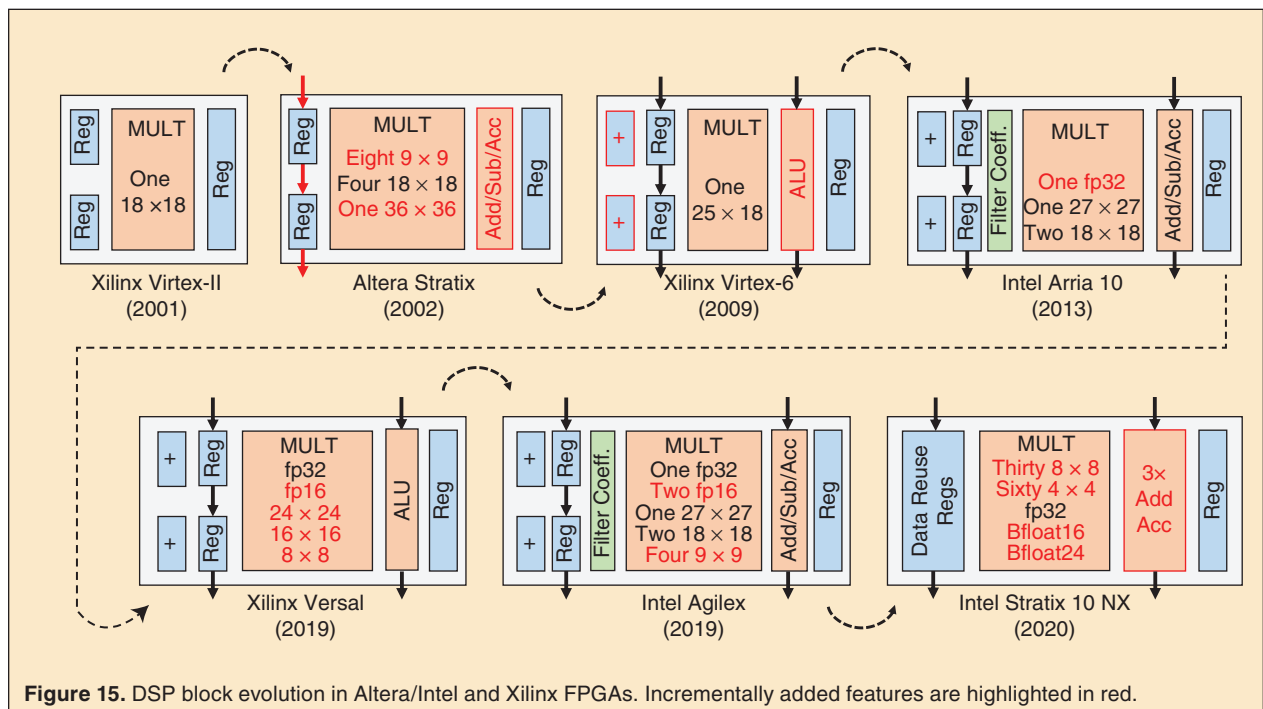 Reg
Reg
MULT
One
18 ×18
Reg
Xilinx Virtex-II
(2001)
Reg
Reg
MULT
Eight 9 × 9
Four 18 × 18
One 36 × 36
Add/Sub/Acc
Reg
Altera Stratix
(2002)
+
+
Reg
Reg
MULT
One
25 × 18
ALU
Reg
Xilinx Virtex-6
(2009)
+
+
Reg
Reg
Filter Coeff.
MULT
One fp32
One 27 × 27
Two 18 × 18
Add/Sub/Acc
Reg
Intel Arria 10
(2013)
+
+
Reg
Reg
MULT
fp32
fp16
24 × 24
16 × 16
8 × 8
ALU
Reg
Xilinx Versal
(2019)
+
+
Reg
Reg
Filter Coeff.
MULT
One fp32
Two fp16
One 27 × 27
Two 18 × 18
Four 9 × 9
Add/Sub/Acc
Reg
Intel Agilex
(2019)
Data Reuse
Regs
MULT
Thirty 8 × 8
Sixty 4 × 4
fp32
Bfloat16
Bfloat24
3×
Add
Acc
Reg
Intel Stratix 10 NX
(2020)
Figure 15. DSP block evolution in Altera/Intel and Xilinx FPGAs. Incrementally added features are highlighted in red.